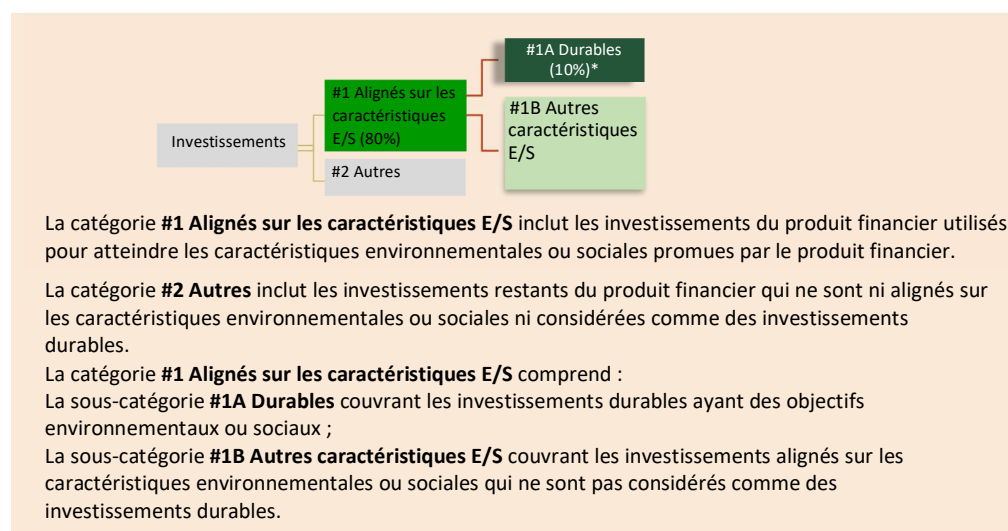 #1A Durables
(10%)*
#1 Alignés sur les
caractéristiques
E/S (80%)
#1B Autres
caractéristiques
E/S
Investissements
#2 Autres
La catégorie #1 Alignés sur les caractéristiques E/S inclut les investissements du produit financier utilisés
pour atteindre les caractéristiques environnementales ou sociales promues par le produit financier.
La catégorie #2 Autres inclut les investissements restants du produit financier qui ne sont ni alignés sur
les caractéristiques environnementales ou sociales ni considérées comme des investissements
durables.
La catégorie #1 Alignés sur les caractéristiques E/S comprend :
La sous-catégorie #1A Durables couvrant les investissements durables ayant des objectifs
environnementaux ou sociaux ;
La sous-catégorie #1B Autres caractéristiques E/S couvrant les investissements alignés sur les
caractéristiques environnementales ou sociales qui ne sont pas considérés comme des
investissements durables.